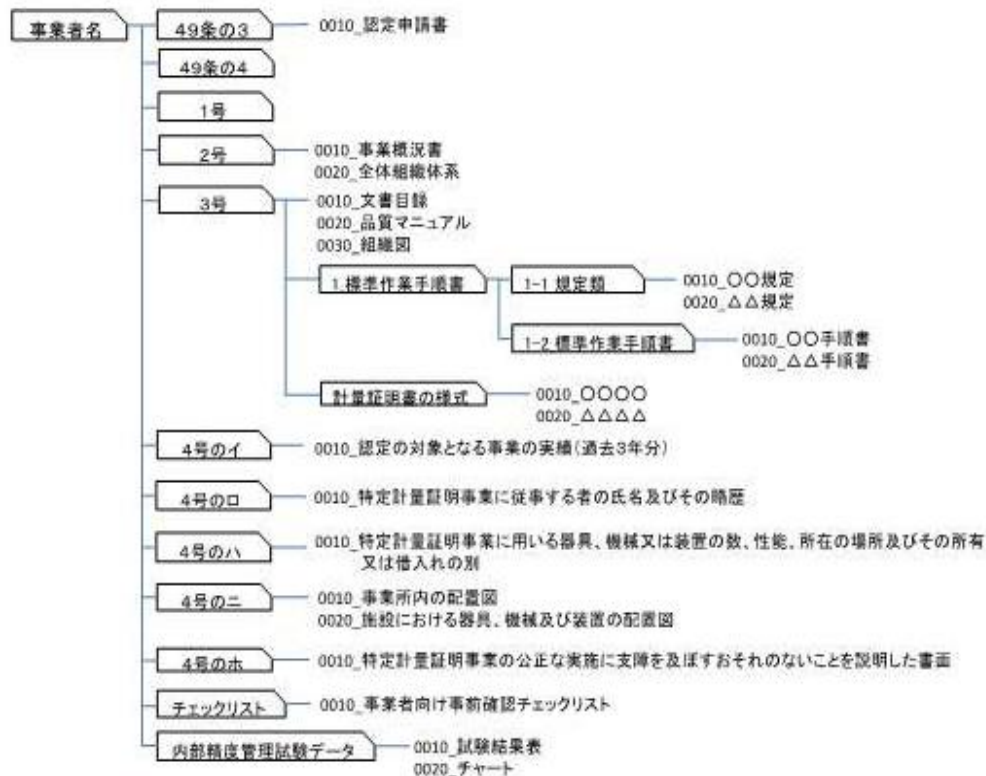 事業者名
49条の3
0010_認定申請書
49条の4
1号
2号
0010_事業概況書
0020_全体組織体系
3号
0010_文書目録
0020_品質マニュアル
0030_組織図
1.標準作業手順書
1-1 規定類
0010_〇〇規定
0020_△△規定
1-2 標準作業手順書
0010_〇〇手順書
0020_△△手順書
計量証明書の様式
0010_〇〇〇〇
0020_△△△△
4号のイ
0010_認定の対象となる事業の実績(過去3年分)
4号のロ
0010_特定計量証明事業に従事する者の氏名及びその略歴
4号のハ
0010_特定計量証明事業に用いる器具、機械又は装置の数、性能、所在の場所及びその所有
又は借入れの別
4号のニ
0010_事業所内の配置図
0020_施設における器具、機械及び装置の配置図
4号のホ
0010_特定計量証明事業の公正な実施に支障を及ぼすおそれのないことを説明した書面
チェックリスト
0010_事業者向け事前確認チェックリスト
内部精度管理試験データ
0010_試験結果表
0020_チャート